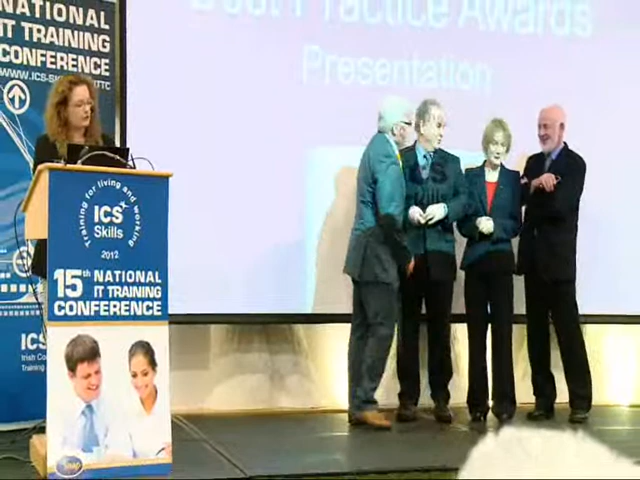 NATIONAL
IT TRAINING
CONFERENCE
Practice Awards
Presentation
Training for living and working
ICS
Skills
2012
15th NATIONAL
IT TRAINING
CONFERENCE
ICS